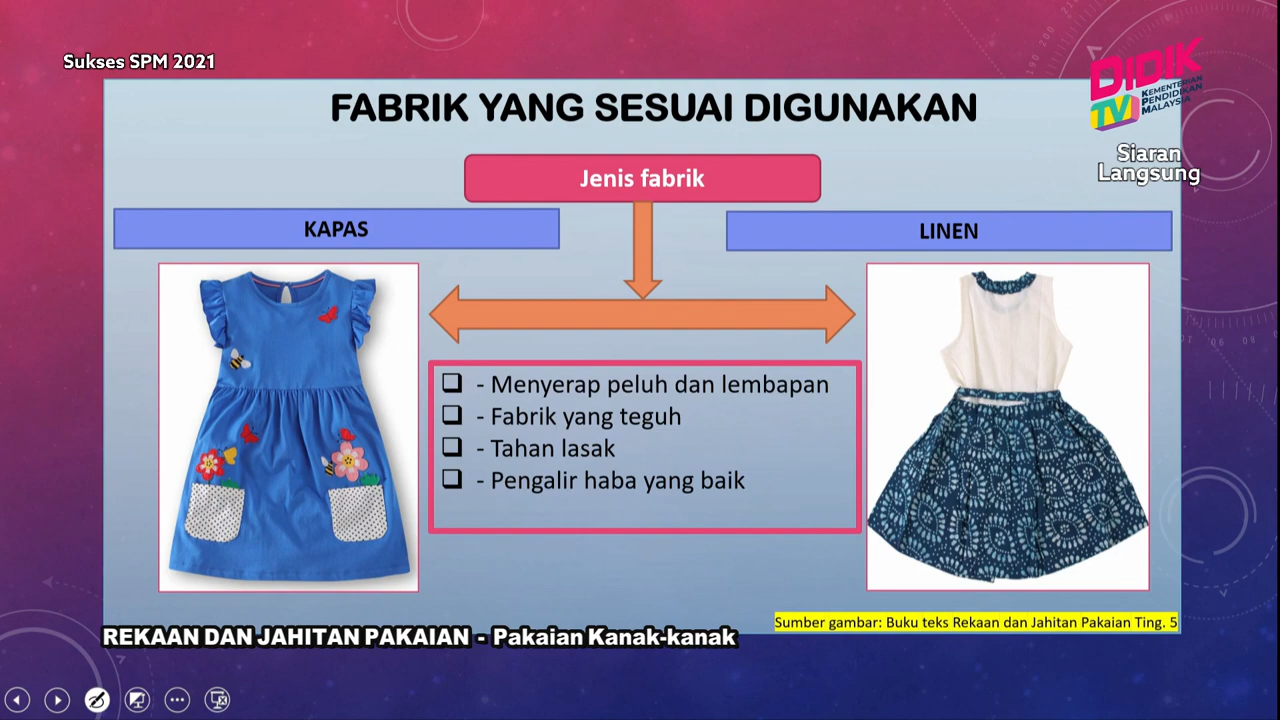 Sukses SPM 2021
FABRIK YANG SESUAI DIGUNAKAN
DIDIK
TV
KEMENTERIAN
PENDIDIKAN
MALAYSIA
Siaran
Langsung
Jenis fabrik
KAPAS
LINEN
- Menyerap peluh dan lembapan
- Fabrik yang teguh
- Tahan lasak
- Pengalir haba yang baik
Sumber gambar: Buku teks Rekaan dan Jahitan Pakaian Ting. 5
REKAAN DAN JAHITAN PAKAIAN - Pakaian Kanak-kanak